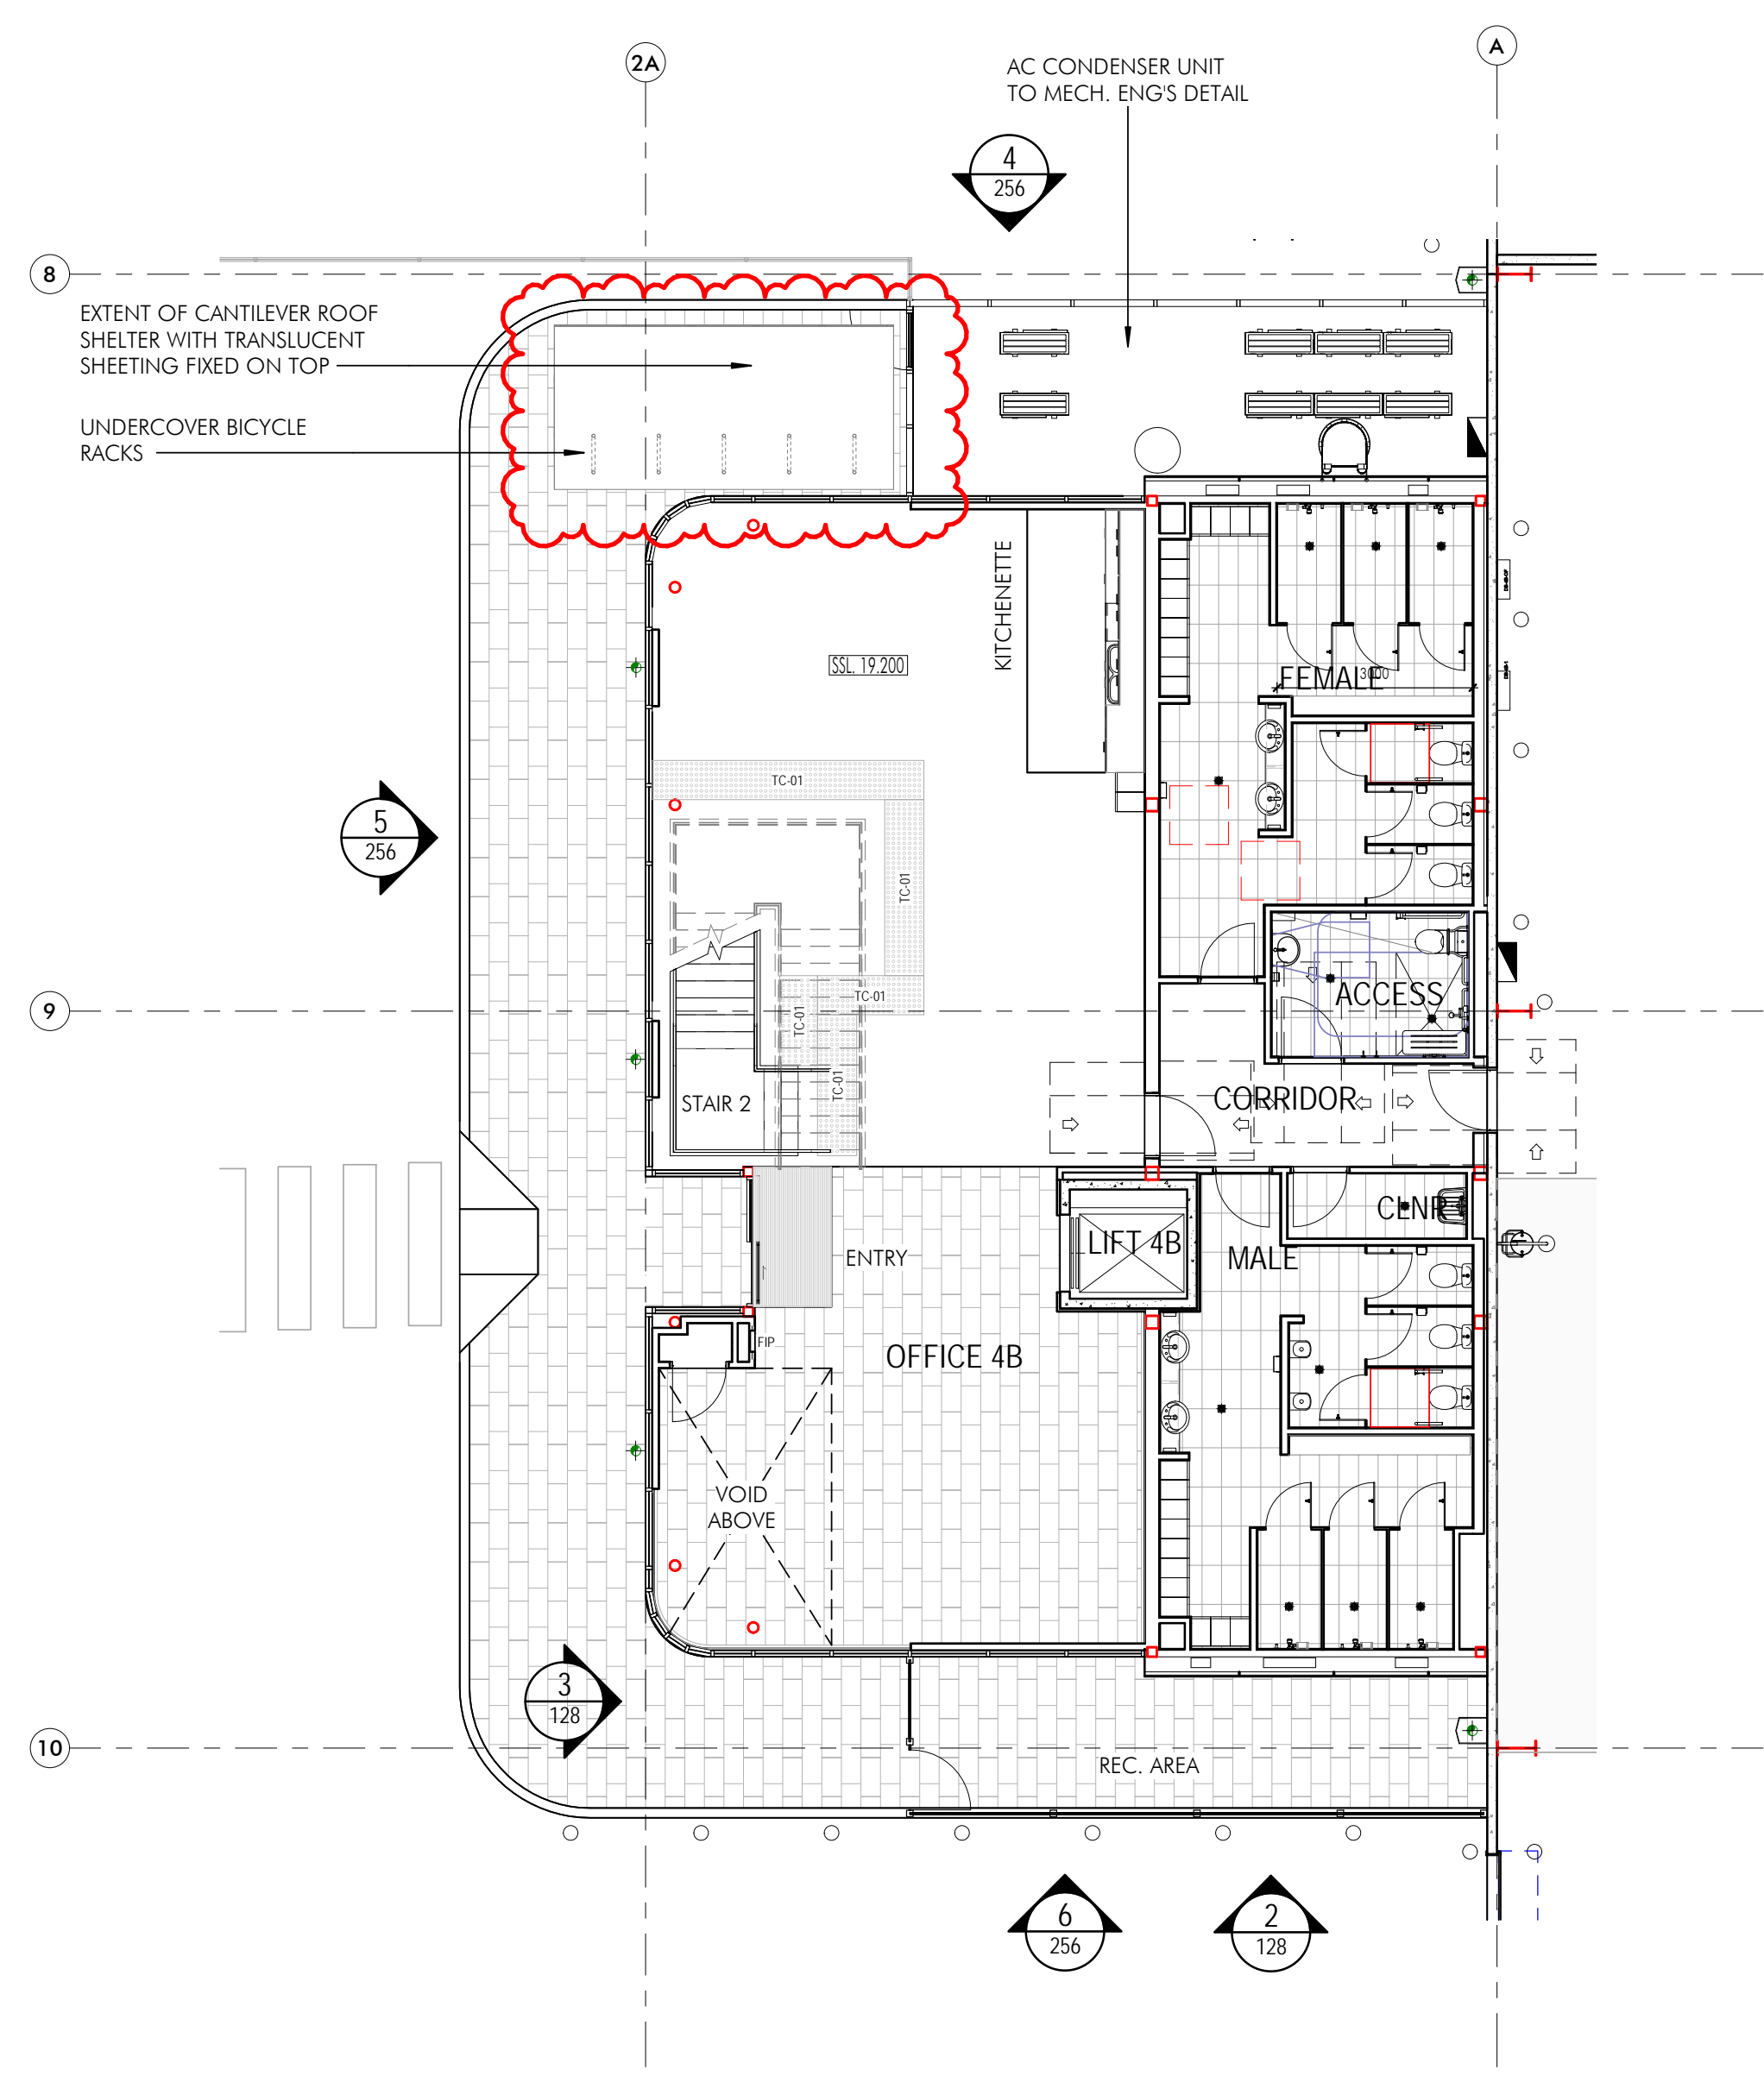 2A
A
AC CONDENSER UNIT
TO MECH. ENG'S DETAIL
4
256
8
EXTENT OF CANTILEVER ROOF
SHELTER WITH TRANSLUCENT
SHEETING FIXED ON TOP
UNDERCOVER BICYCLE
RACKS
KITCHENETTE
SSL. 19.200
FEMALE
3000
TC-01
5
256
TC-01
TC-01
TC-01
ACCESS
9
TC-01
STAIR 2
CORRIDOR
CLNR
LIFT 4B
MALE
ENTRY
FIP
OFFICE 4B
VOID
ABOVE
3
128
10
REC. AREA
6
256
2
128